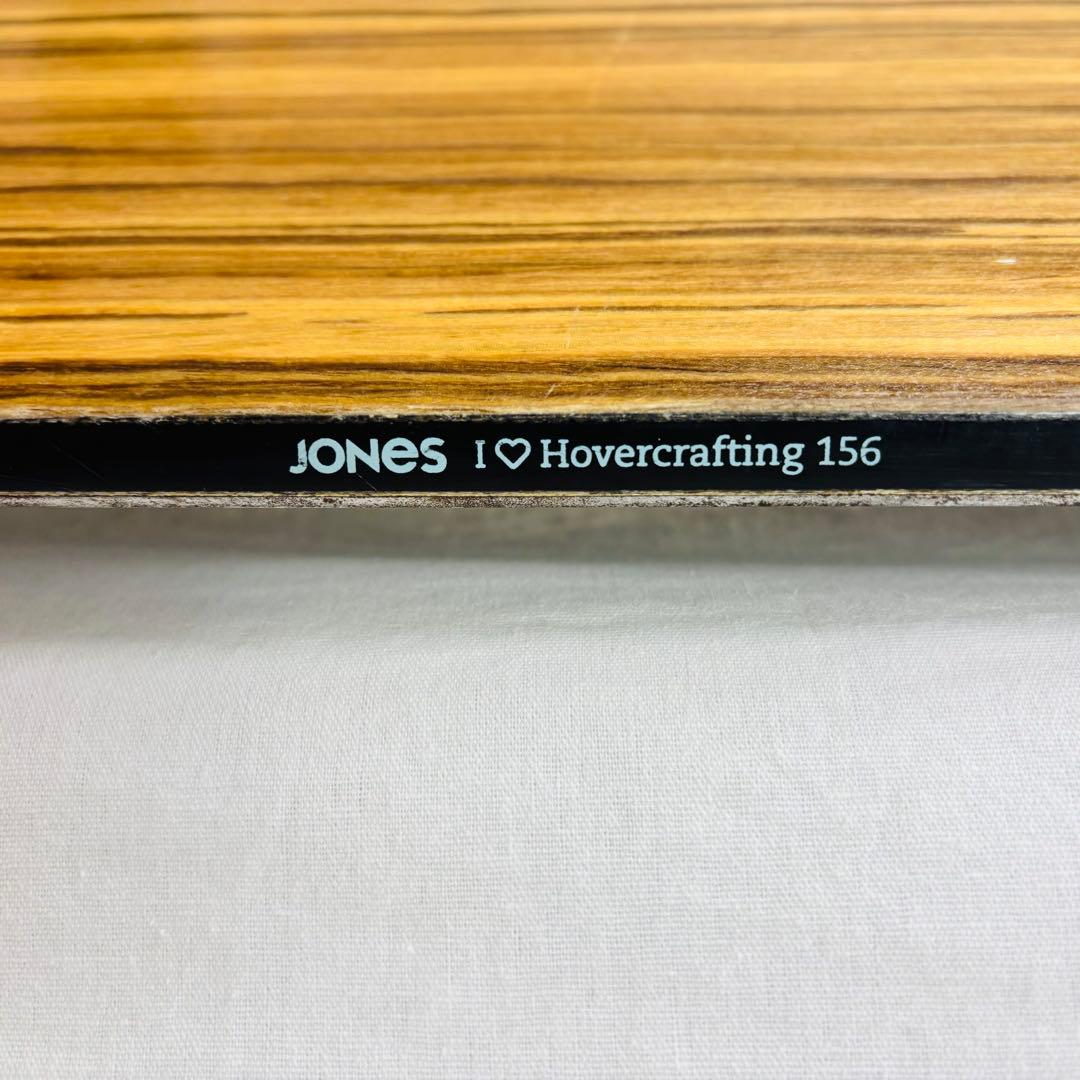 JONES I ♡ Hovercrafting 156